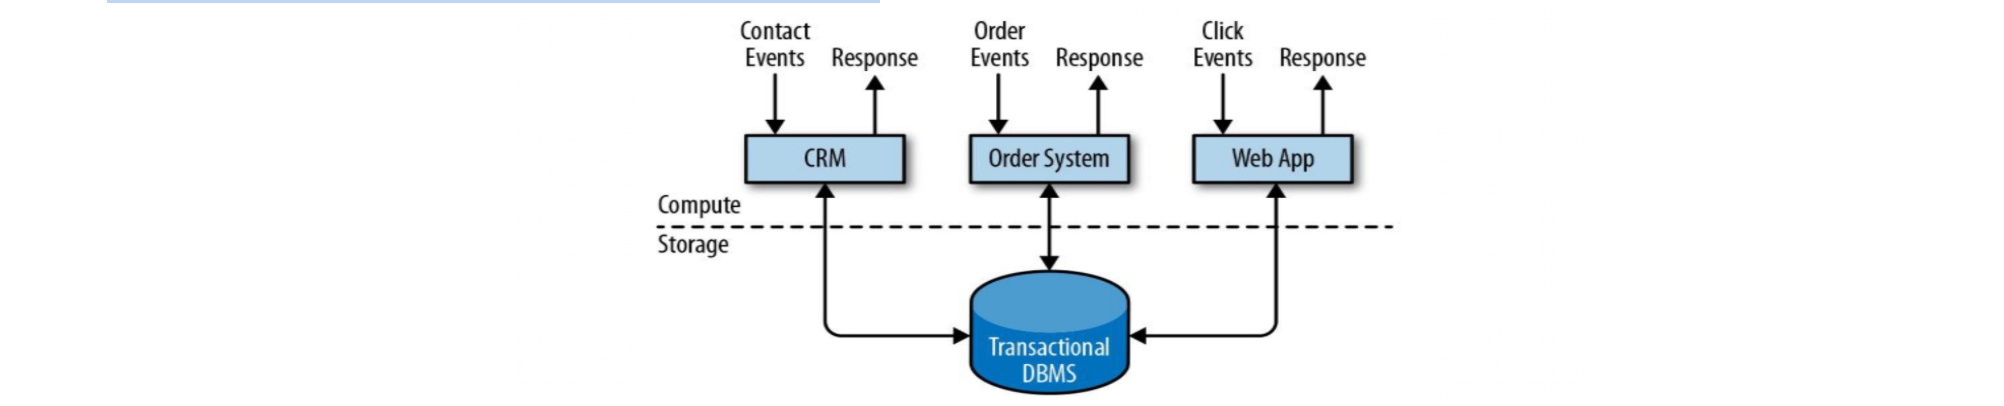 Contact
Events
Response
Order
Events
Response
Click
Events
Response
CRM
Order System
Web App
Compute
Storage
Transactional
DBMS